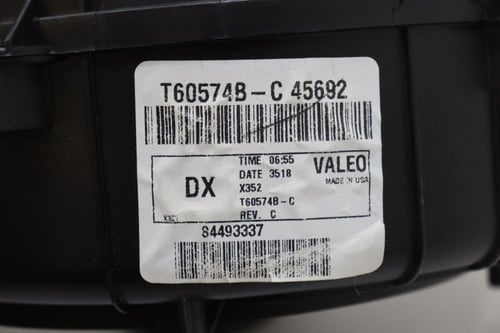 T60574B-C 45692
DX
TIME 06:55
DATE 3518
X352
T60574B-C
REV. C
VALEO
MADE IN USA
84493337